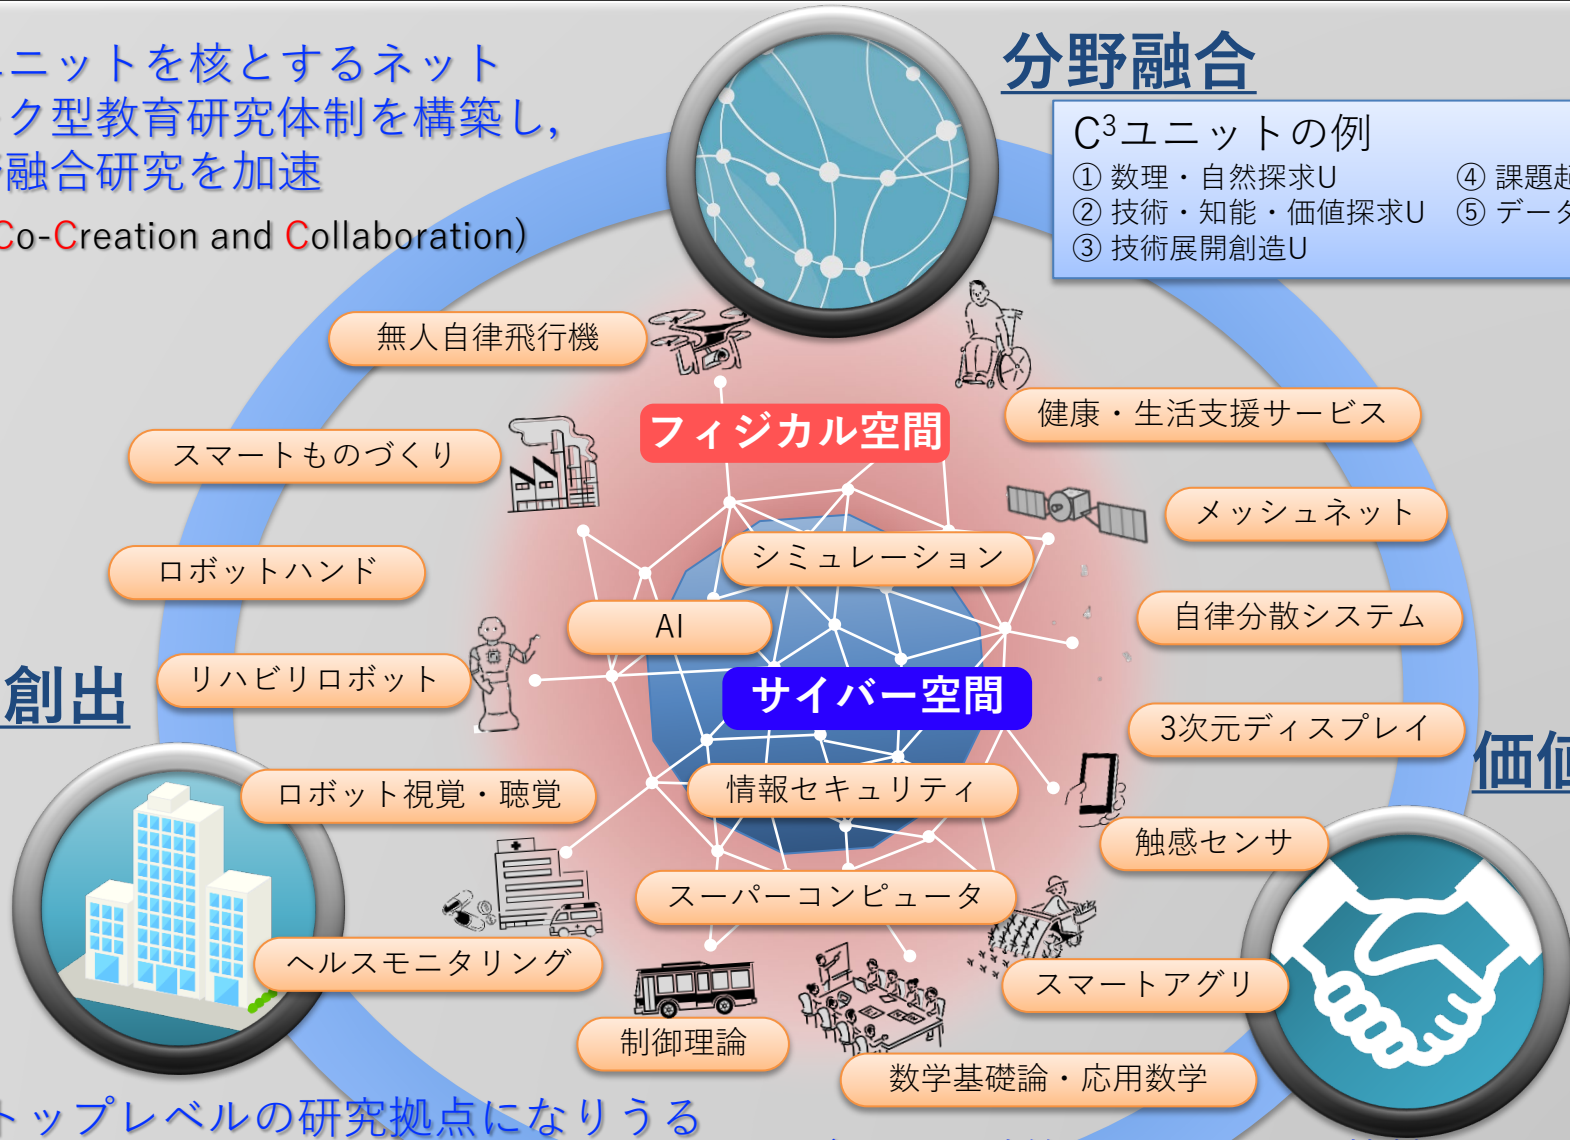 ユニットを核とするネット
ク型教育研究体制を構築し,
融合研究を加速
Co-Creation and Collaboration)
分野融合
C³ユニットの例
① 数理・自然探求U
② 技術・知能・価値探求U
③ 技術展開創造U
④ 課題
⑤ データ
無人自律飛行機
フィジカル空間
健康・生活支援サービス
スマートものづくり
メッシュネット
シミュレーション
ロボットハンド
AI
自律分散システム
リハビリロボット
サイバー空間
創出
3次元ディスプレイ
価値
ロボット視覚・聴覚
情報セキュリティ
触感センサ
スーパーコンピュータ
ヘルスモニタリング
スマートアグリ
制御理論
数学基礎論・応用数学
トップレベルの研究拠点になりうる